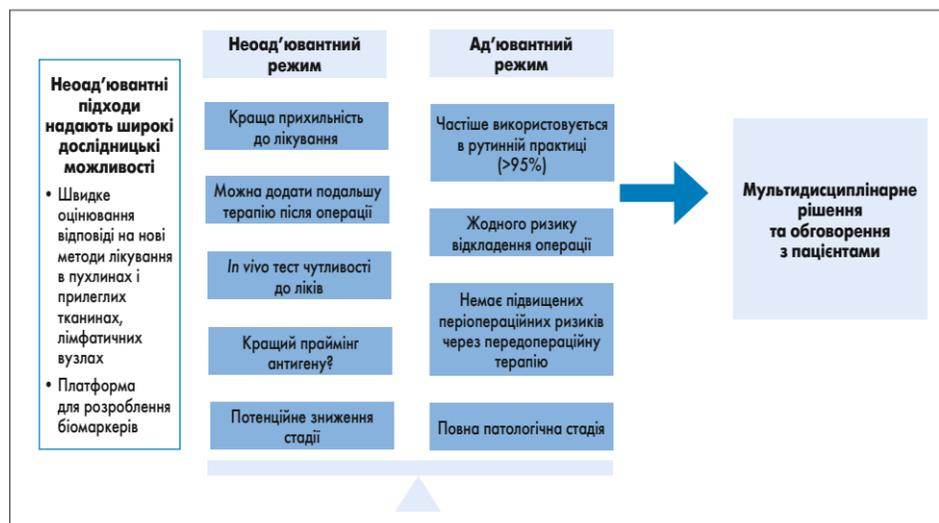 Неоад’ювантні
підходи
надають широкі
дослідницькі
можливості
• Швидке
оцінювання
відповіді на нові
методи лікування
в пухлинах і
прилеглих
тканинах,
лімфатичних
вузлах
• Платформа
для розроблення
біомаркерів
Неоад’ювантний
режим
Краща прихильність
до лікування
Можна додати подальшу
терапію після операції
In vivo тест чутливості
до ліків
Кращий праймінг
антигену?
Потенційне зниження
стадії
Ад’ювантний
режим
Частіше використовується
в рутинній практиці
(>95%)
Жодного ризику
відкладення операції
Немає підвищених
періопераційних ризиків
через передопераційну
терапію
Повна патологічна стадія
Мультидисциплінарне
рішення
та обговорення
з пацієнтами